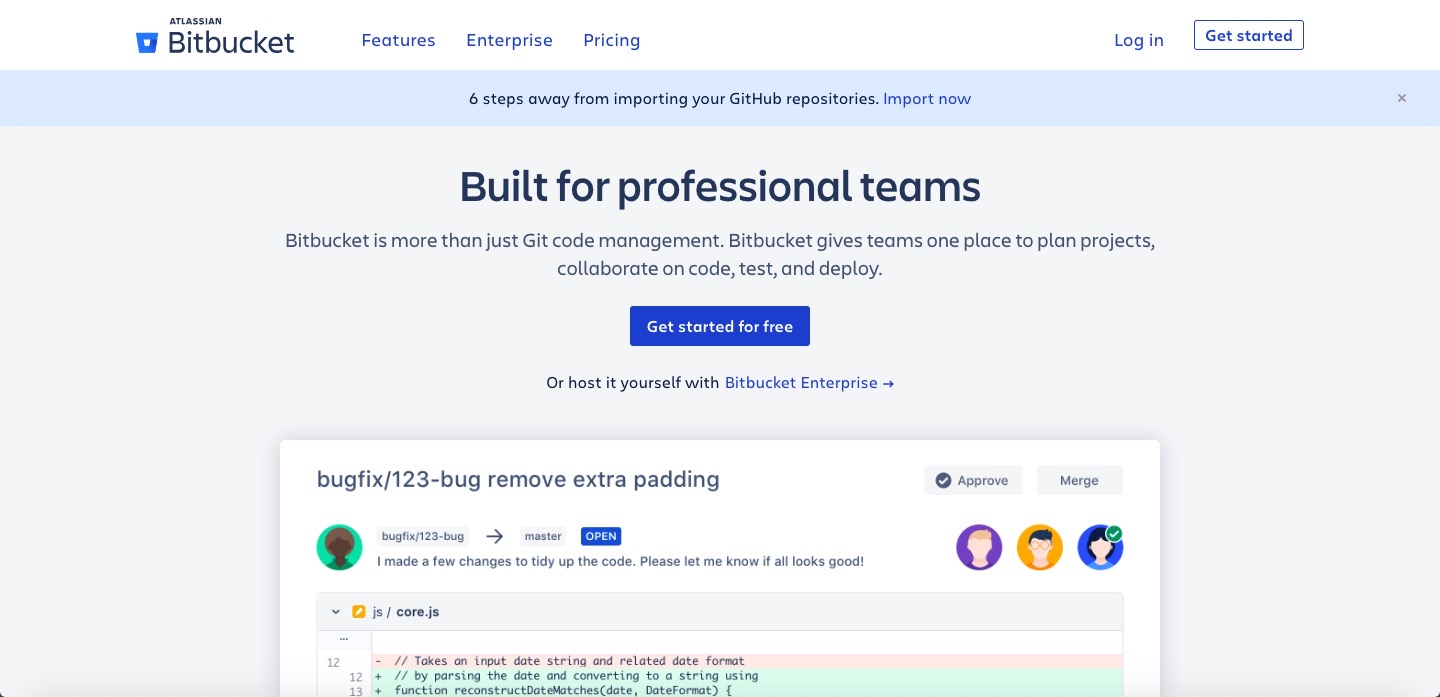 ATLASSIAN
Bitbucket
Features Enterprise Pricing Log in Get started
6 steps away from importing your GitHub repositories. Import now ×
Built for professional teams
Bitbucket is more than just Git code management. Bitbucket gives teams one place to plan projects,
collaborate on code, test, and deploy.
Get started for free
Or host it yourself with Bitbucket Enterprise →
bugfix/123-bug remove extra padding Approve Merge
bugfix/123-bug → master OPEN
I made a few changes to tidy up the code. Please let me know if all looks good!
js / core.js
...
12 - // Takes an input date string and related date format
12 + // by parsing the date and converting to a string using
13 + function reconstructDateMatches(date, DateFormat) {